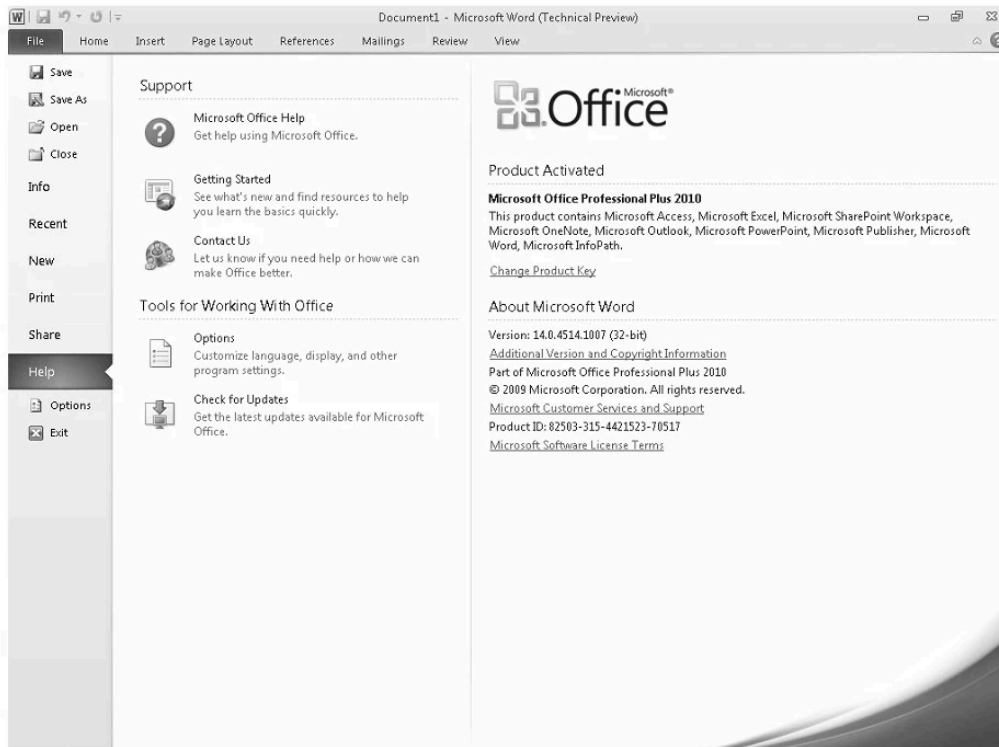 Document1 - Microsoft Word (Technical Preview)
File Home Insert Page Layout References Mailings Review View
Save
Save As
Open
Close
Info
Recent
New
Print
Share
Help
Options
Exit
Support
Microsoft Office Help
Get help using Microsoft Office.
Getting Started
See what's new and find resources to help
you learn the basics quickly.
Contact Us
Let us know if you need help or how we can
make Office better.
Tools for Working With Office
Options
Customize language, display, and other
program settings.
Check for Updates
Get the latest updates available for Microsoft
Office.
Microsoft®
Office
Product Activated
Microsoft Office Professional Plus 2010
This product contains Microsoft Access, Microsoft Excel, Microsoft SharePoint Workspace,
Microsoft OneNote, Microsoft Outlook, Microsoft PowerPoint, Microsoft Publisher, Microsoft
Word, Microsoft InfoPath.
Change Product Key
About Microsoft Word
Version: 14.0.4514.1007 (32-bit)
Additional Version and Copyright Information
Part of Microsoft Office Professional Plus 2010
© 2009 Microsoft Corporation. All rights reserved.
Microsoft Customer Services and Support
Product ID: 82503-315-4421523-70517
Microsoft Software License Terms